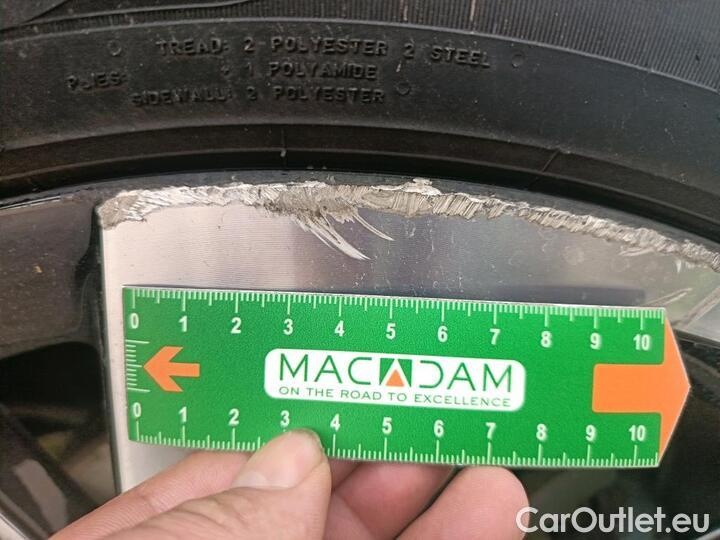 TREAD: 2 POLYESTER 2 STEEL
PLIES: + 1 POLYAMIDE
SIDEWALL: 2 POLYESTER
0 1 2 3 4 5 6 7 8 9 10
MACADAM
ON THE ROAD TO EXCELLENCE
0 1 2 3 4 5 6 7 8 9 10
CarOutlet.eu